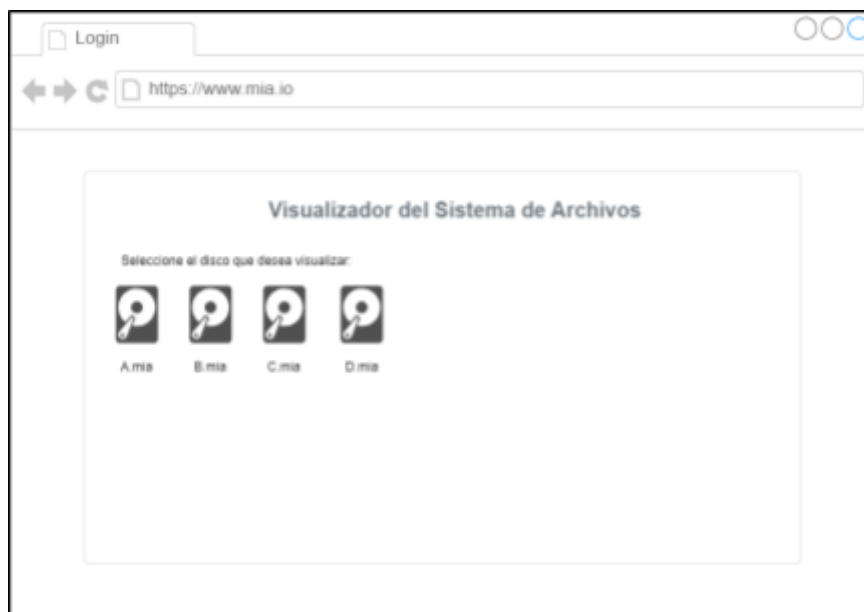 Login
https://www.mia.io
Visualizador del Sistema de Archivos
Seleccione el disco que desea visualizar:
A.mia B.mia C.mia D.mia